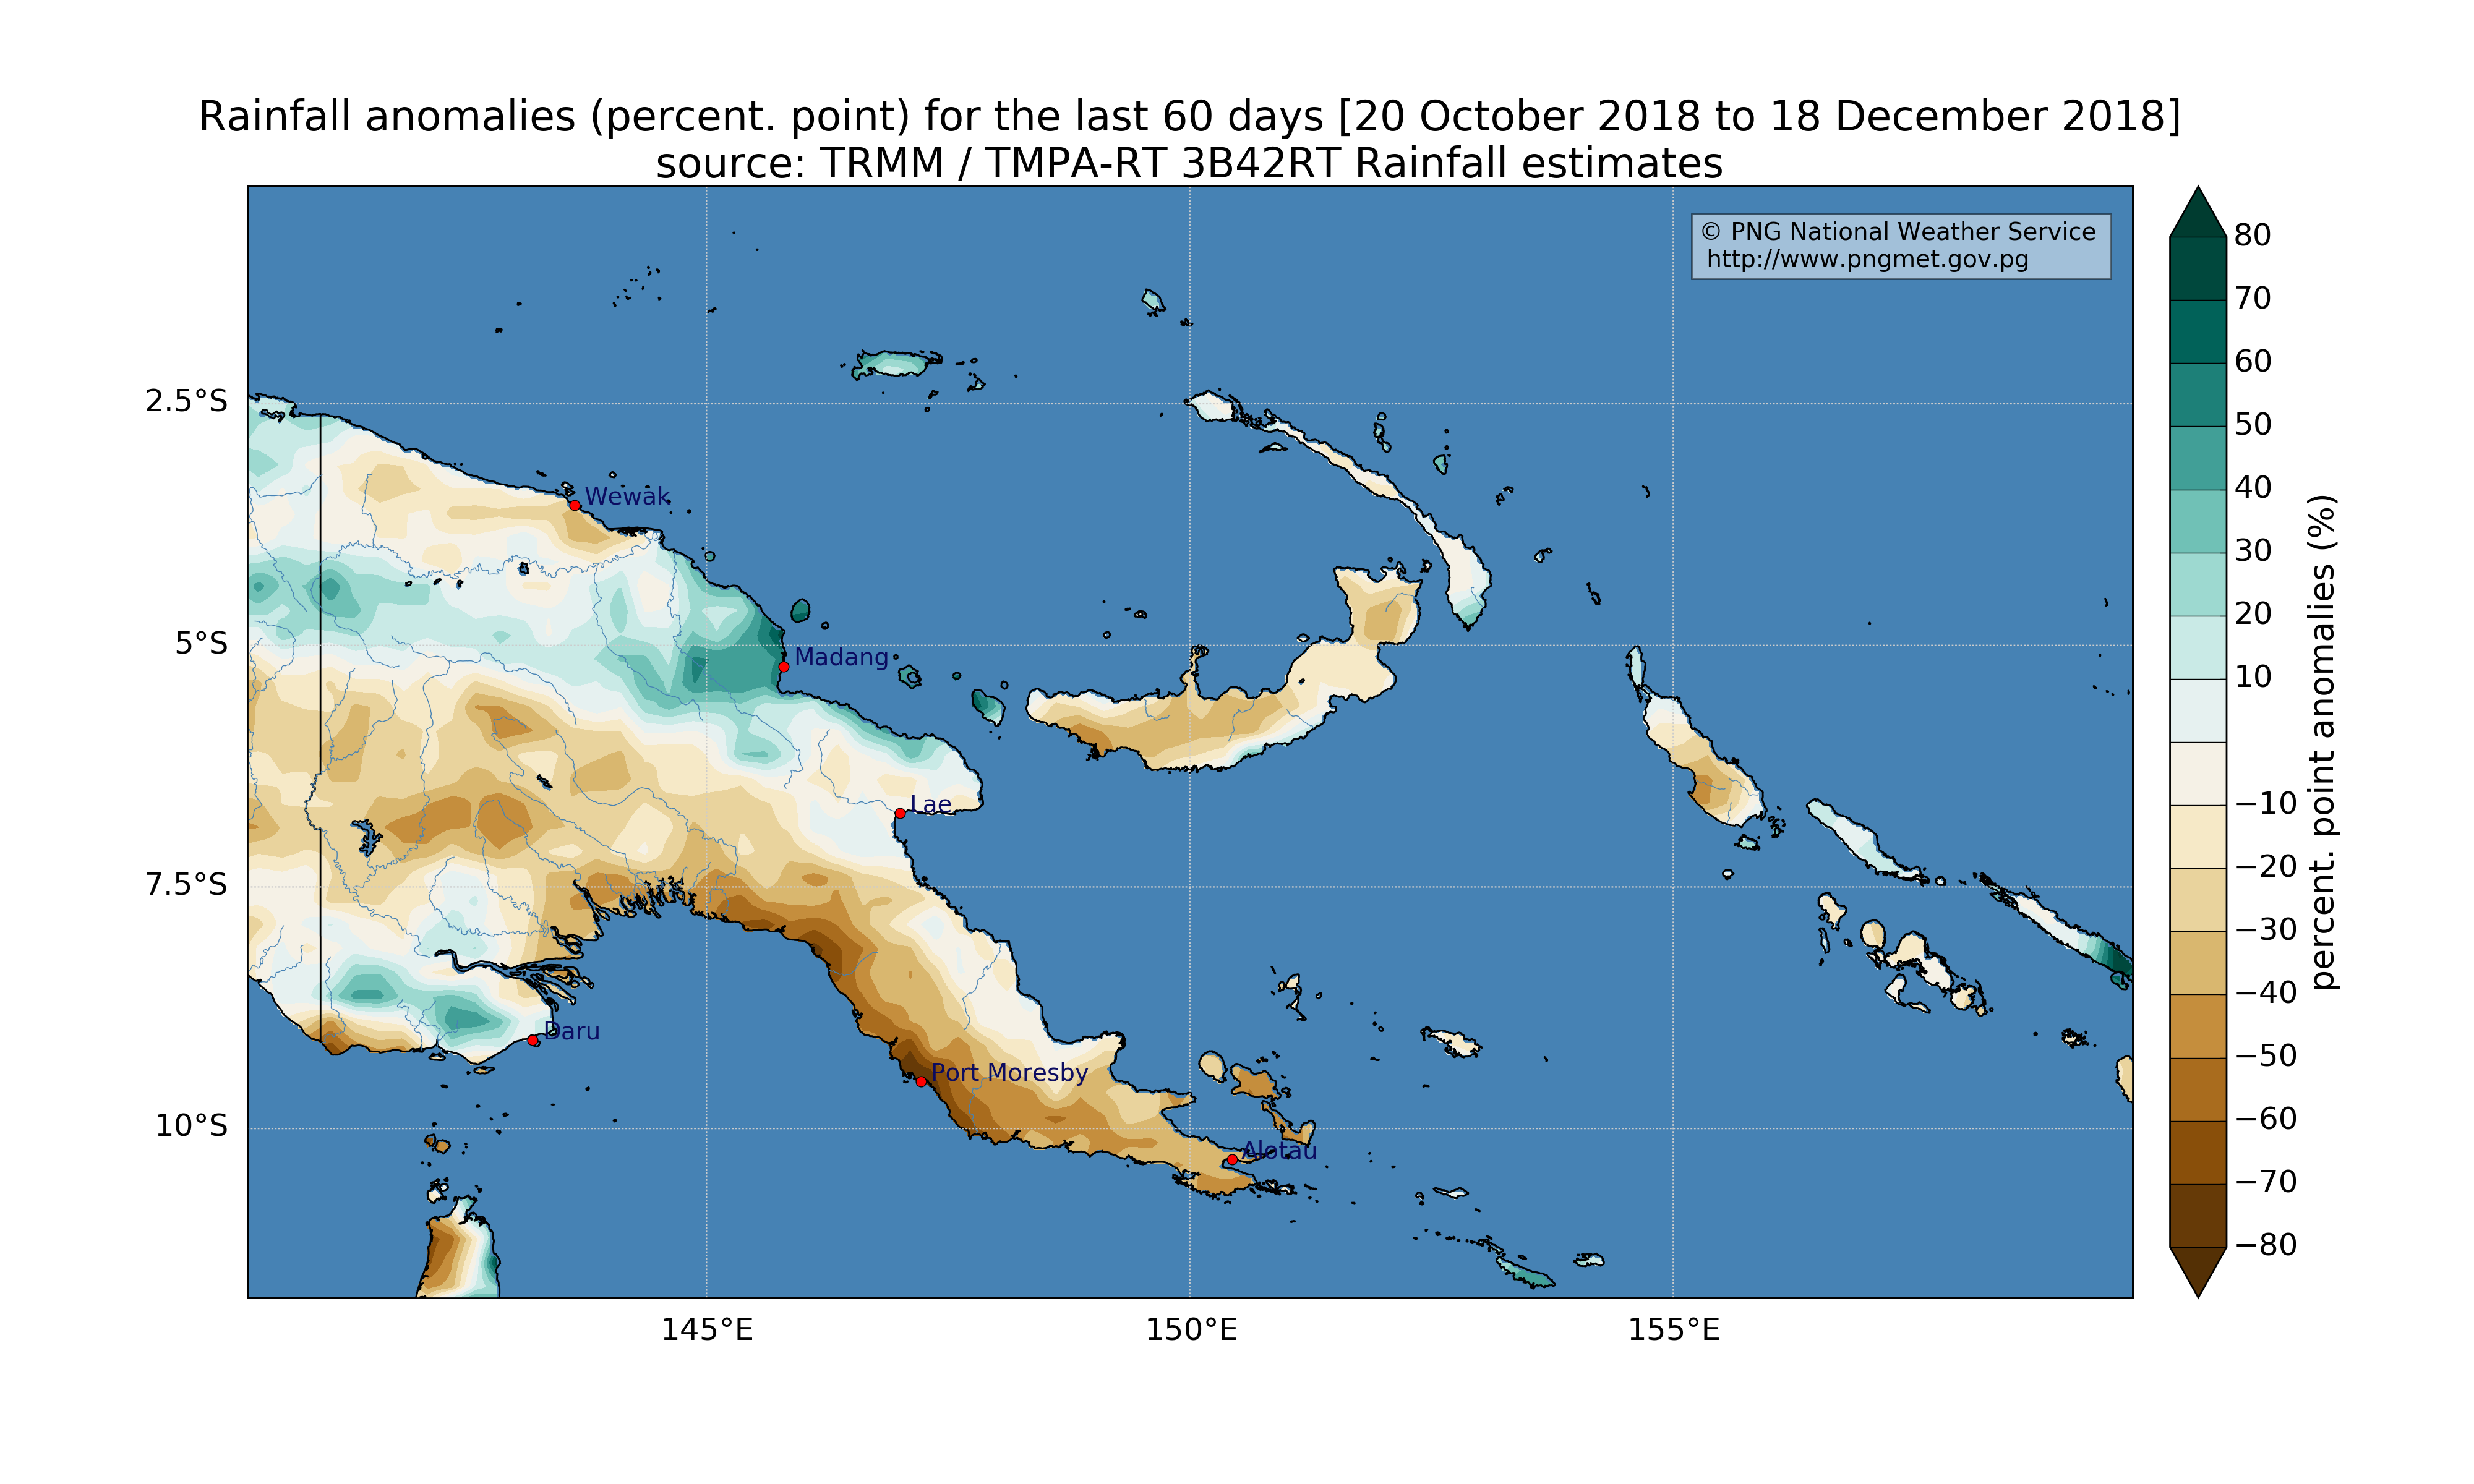 Rainfall anomalies (percent. point) for the last 60 days [20 October 2018 to 18 December 2018]
source: TRMM / TMPA-RT 3B42RT Rainfall estimates
© PNG National Weather Service
http://www.pngmet.gov.pg
2.5°S
5°S
7.5°S
10°S
145°E
150°E
155°E
Wewak
Madang
Lae
Daru
Port Moresby
Alotau
80
70
60
50
40
30
20
10
−10
−20
−30
−40
−50
−60
−70
−80
percent. point anomalies (%)